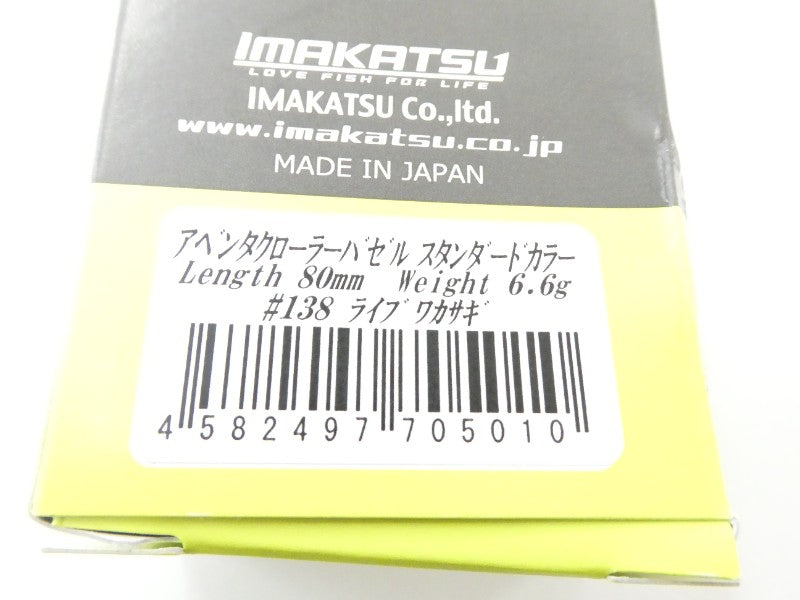 IMAKATSU
LOVE FISH FOR LIFE
IMAKATSU Co.,ltd.
www.imakatsu.co.jp
MADE IN JAPAN
アベンタクローラーバゼル スタンダードカラー
Length 80mm Weight 6.6g
#138 ライブワカサギ
4 582497 705010